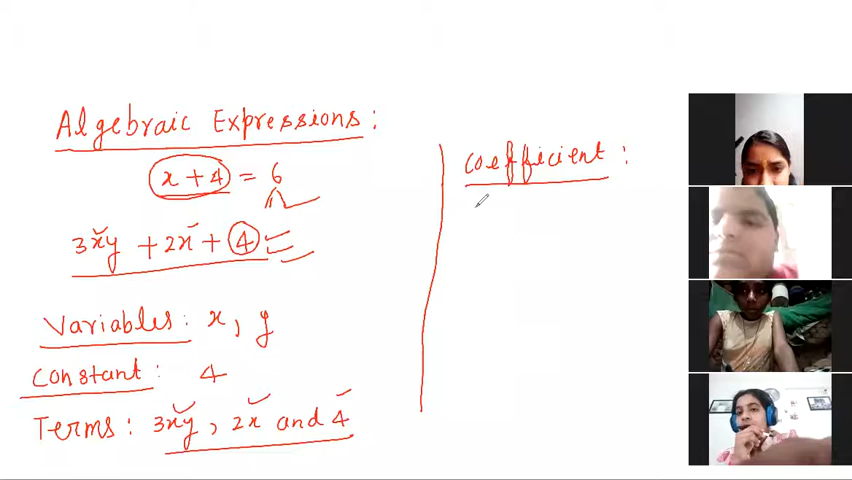 Algebraic Expressions:
x + 4 = 6
3xy + 2x + 4
Variables: x, y
Constant: 4
Terms: 3xy, 2x and 4
coefficient: